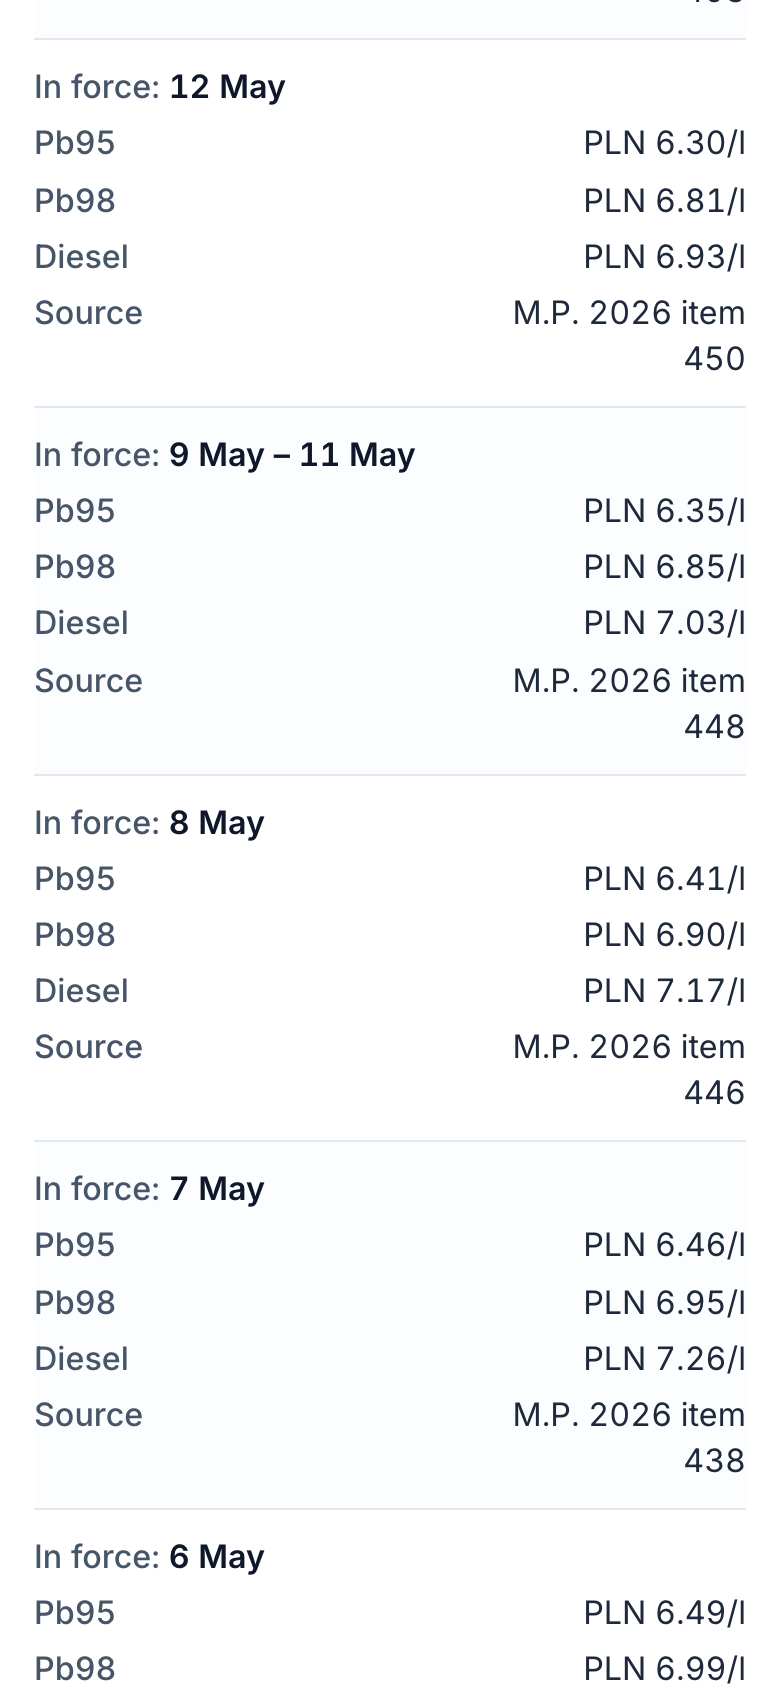 In force: 12 May
Pb95 PLN 6.30/l
Pb98 PLN 6.81/l
Diesel PLN 6.93/l
Source M.P. 2026 item
450
In force: 9 May – 11 May
Pb95 PLN 6.35/l
Pb98 PLN 6.85/l
Diesel PLN 7.03/l
Source M.P. 2026 item
448
In force: 8 May
Pb95 PLN 6.41/l
Pb98 PLN 6.90/l
Diesel PLN 7.17/l
Source M.P. 2026 item
446
In force: 7 May
Pb95 PLN 6.46/l
Pb98 PLN 6.95/l
Diesel PLN 7.26/l
Source M.P. 2026 item
438
In force: 6 May
Pb95 PLN 6.49/l
Pb98 PLN 6.99/l